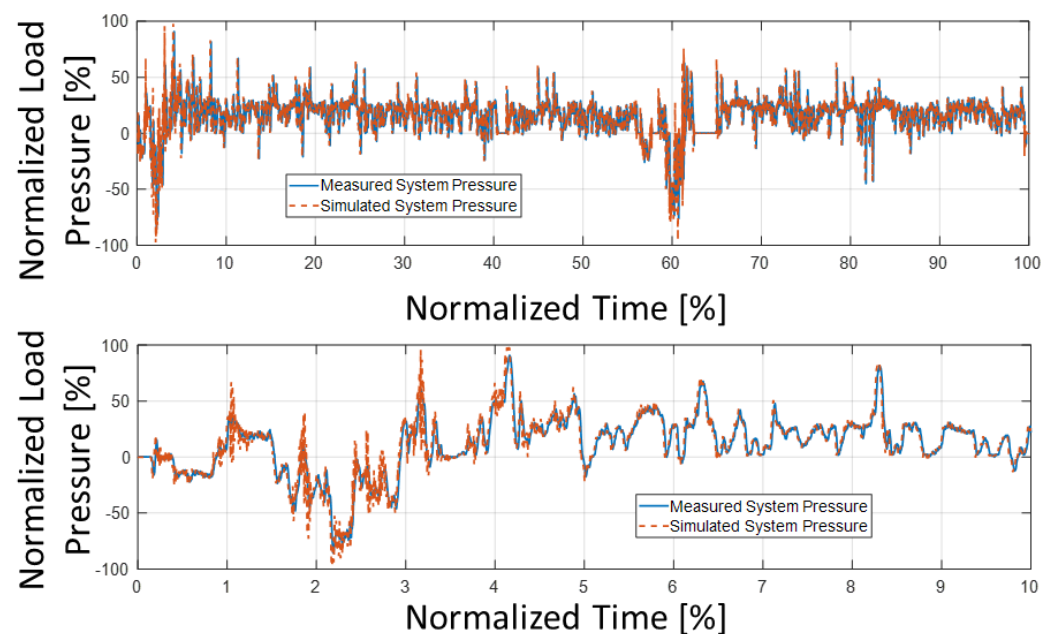 Normalized Load
Pressure [%]
100
50
0
-50
-100
Measured System Pressure
Simulated System Pressure
0 10 20 30 40 50 60 70 80 90 100
Normalized Time [%]
Normalized Load
Pressure [%]
100
50
0
-50
-100
Measured System Pressure
Simulated System Pressure
0 1 2 3 4 5 6 7 8 9 10
Normalized Time [%]